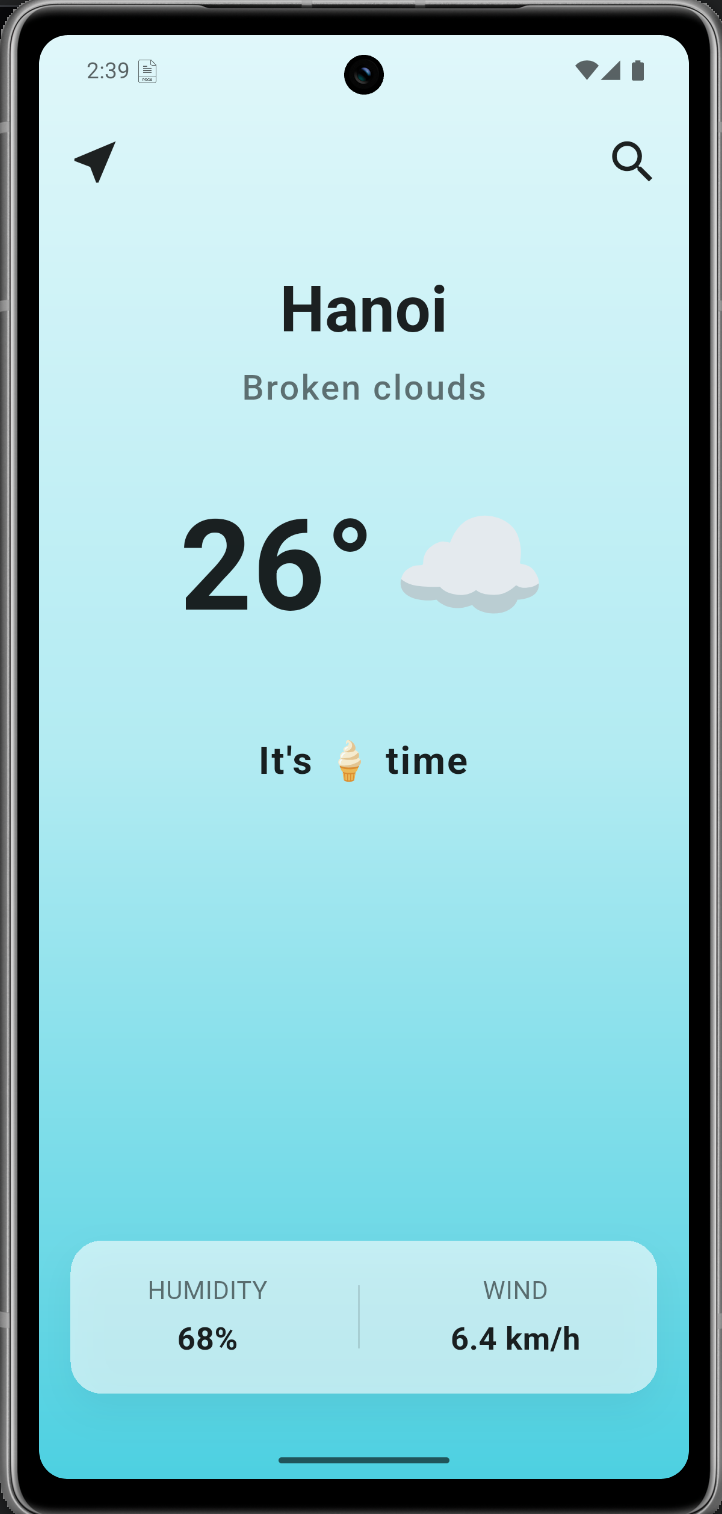 2:39
Hanoi
Broken clouds
26°
It's 🍦 time
HUMIDITY
WIND
68%
6.4 km/h